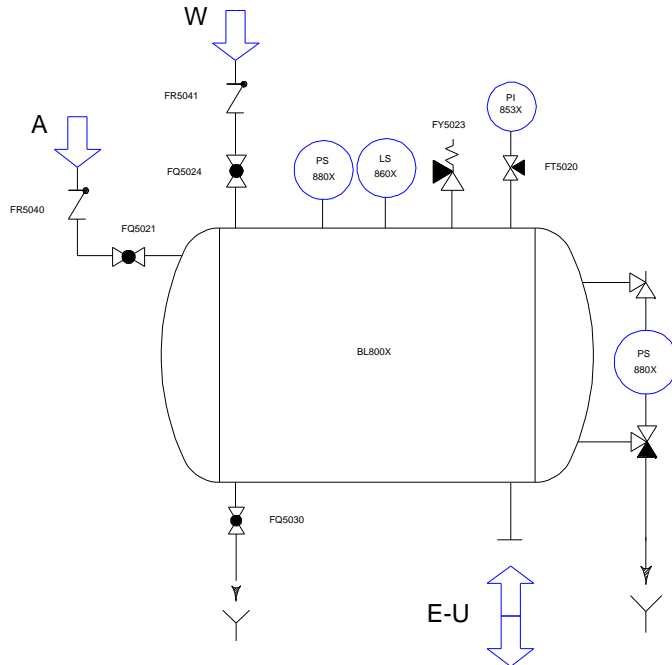 W
FR5041
A
PI
853X
FY5023
PS
880X
LS
860X
FQ5024
FT5020
FR5040
FQ5021
BL800X
PS
880X
FQ5030
E-U